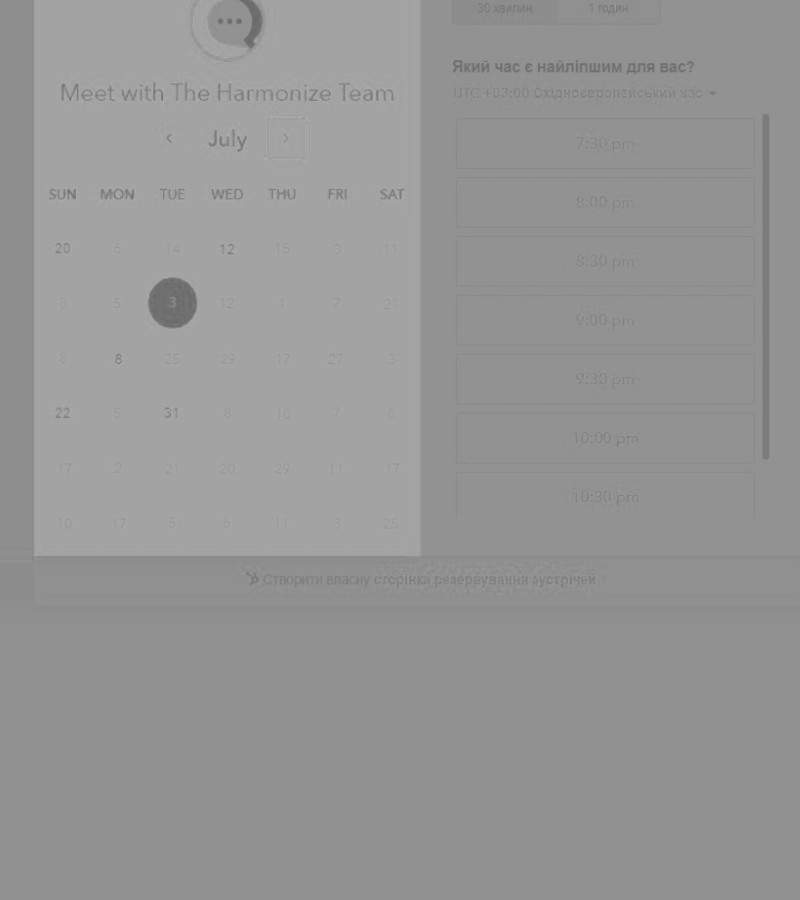 30 хвилин 1 годин
Який час є найліпшим для вас?
UTC +03:00 Східноєвропейський час
Meet with The Harmonize Team
July
SUN MON TUE WED THU FRI SAT
20 6 14 12 15 3 11
8 5 3 12 1 7 21
8 8 25 29 17 27 3
22 5 31 8 10 7 8
17 2 21 20 29 11 17
10 17 5 6 11 3 25
7:30 pm
8:00 pm
8:30 pm
9:00 pm
9:30 pm
10:00 pm
10:30 pm
Створити власну сторінка резервування зустрічей